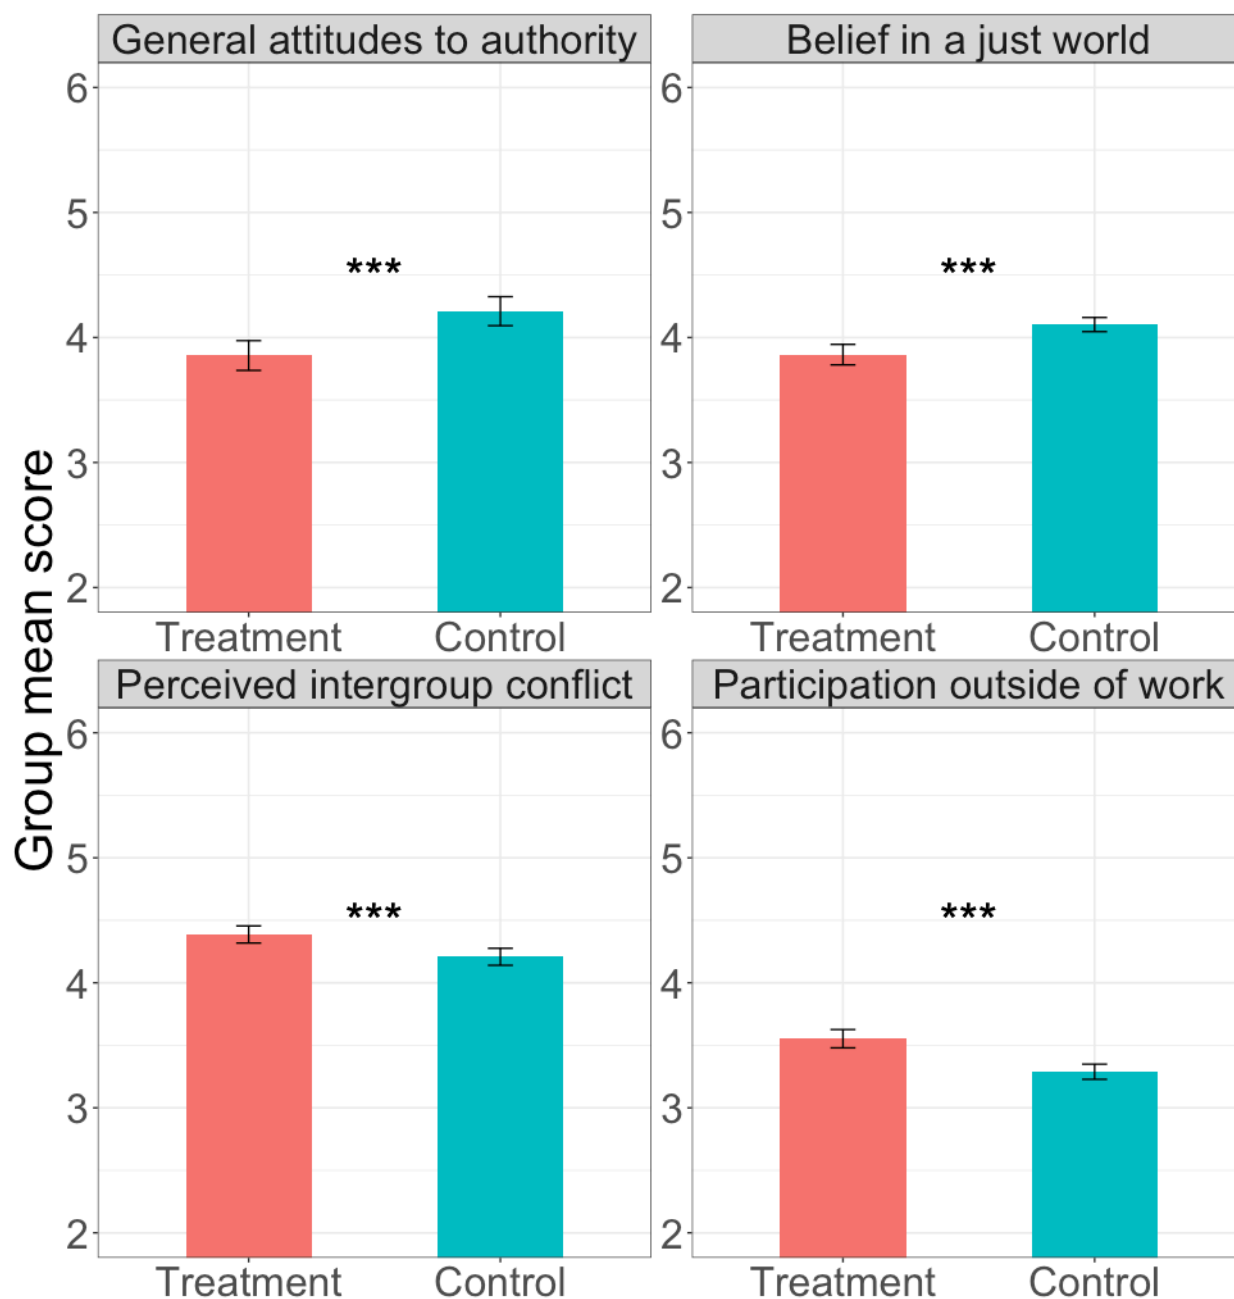 General attitudes to authority
Belief in a just world
6
5
4
3
2
6
5
4
3
2
***
***
Treatment
Control
Treatment
Control
Group mean score
Perceived intergroup conflict
Participation outside of work
6
5
4
3
2
6
5
4
3
2
***
***
Treatment
Control
Treatment
Control